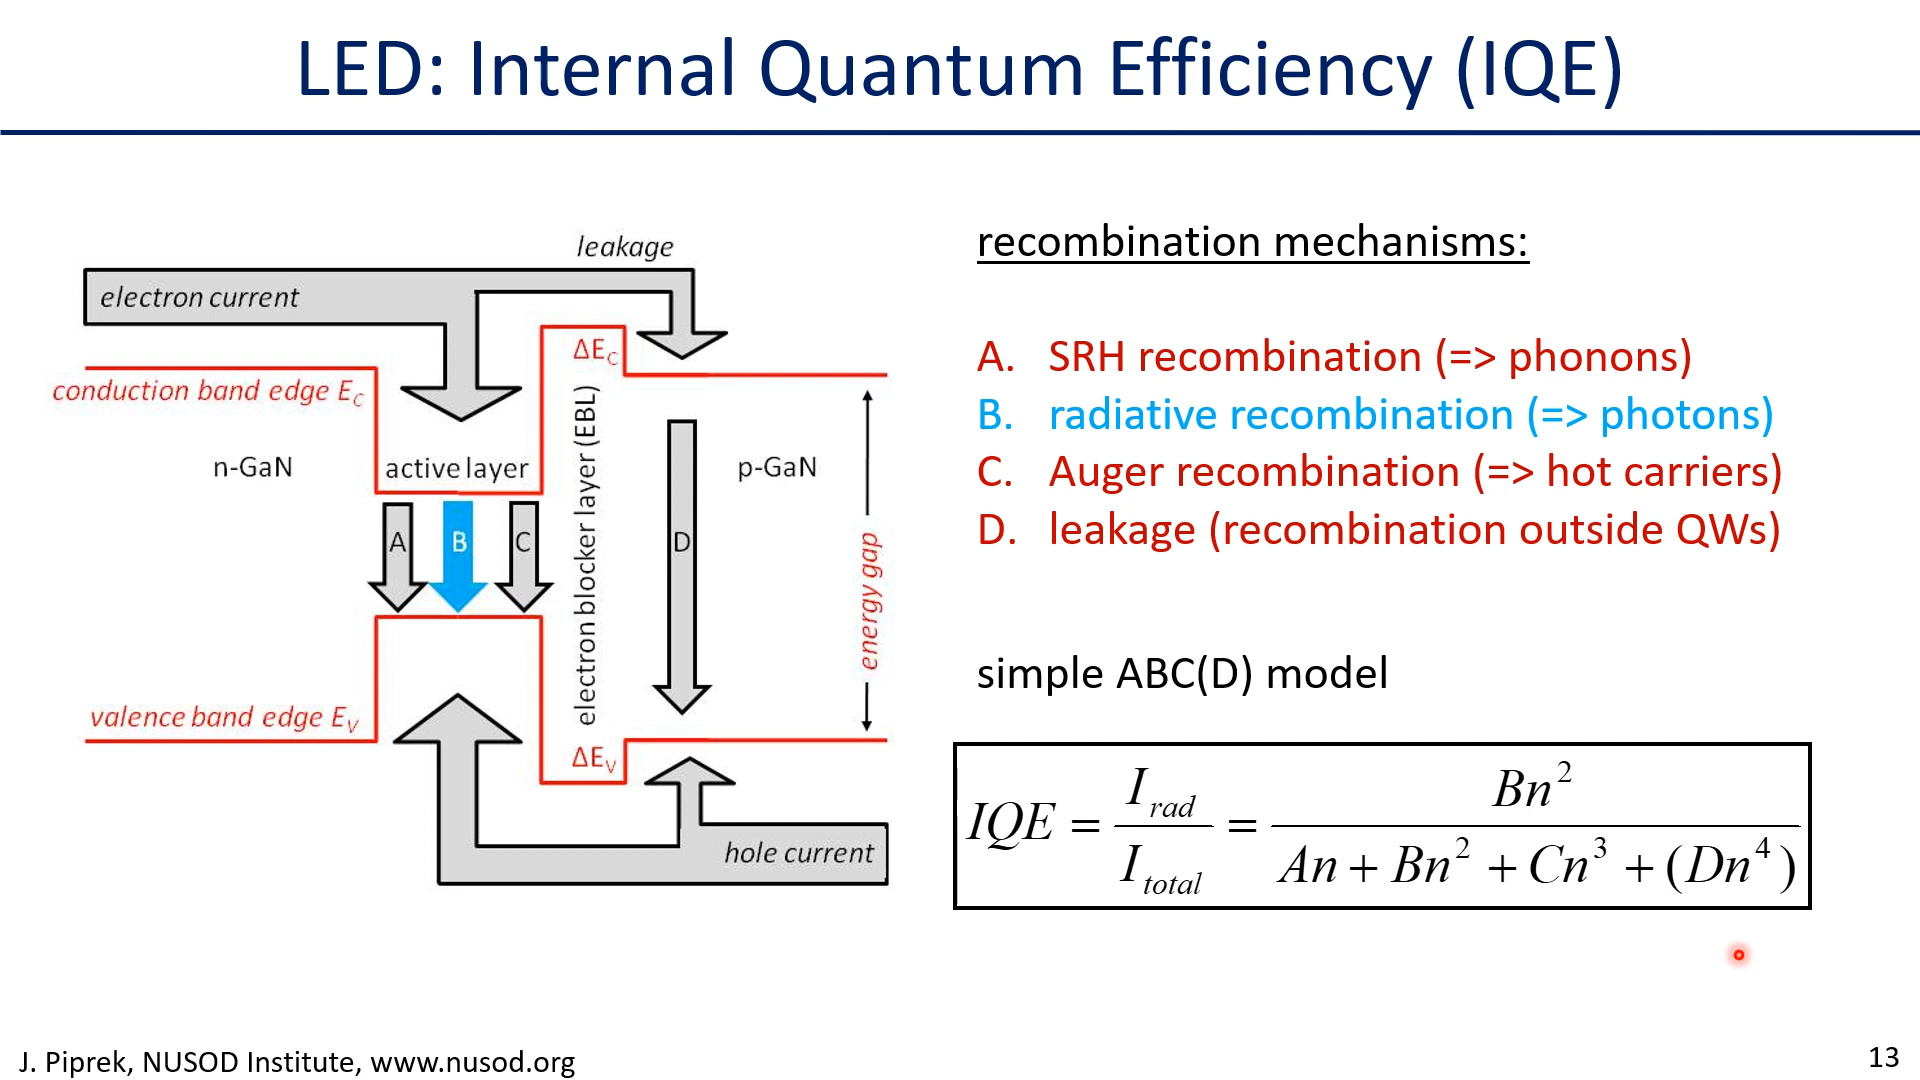 LED: Internal Quantum Efficiency (IQE)
leakage
electron current
ΔE_C
conduction band edge E_C
n-GaN
active layer
electron blocker layer (EBL)
p-GaN
A
B
C
D
energy gap
valence band edge E_V
ΔE_V
hole current
recombination mechanisms:
A. SRH recombination (=> phonons)
B. radiative recombination (=> photons)
C. Auger recombination (=> hot carriers)
D. leakage (recombination outside QWs)
simple ABC(D) model
IQE = I_rad / I_total = Bn² / An + Bn² + Cn³ + (Dn⁴)
J. Piprek, NUSOD Institute, www.nusod.org
13